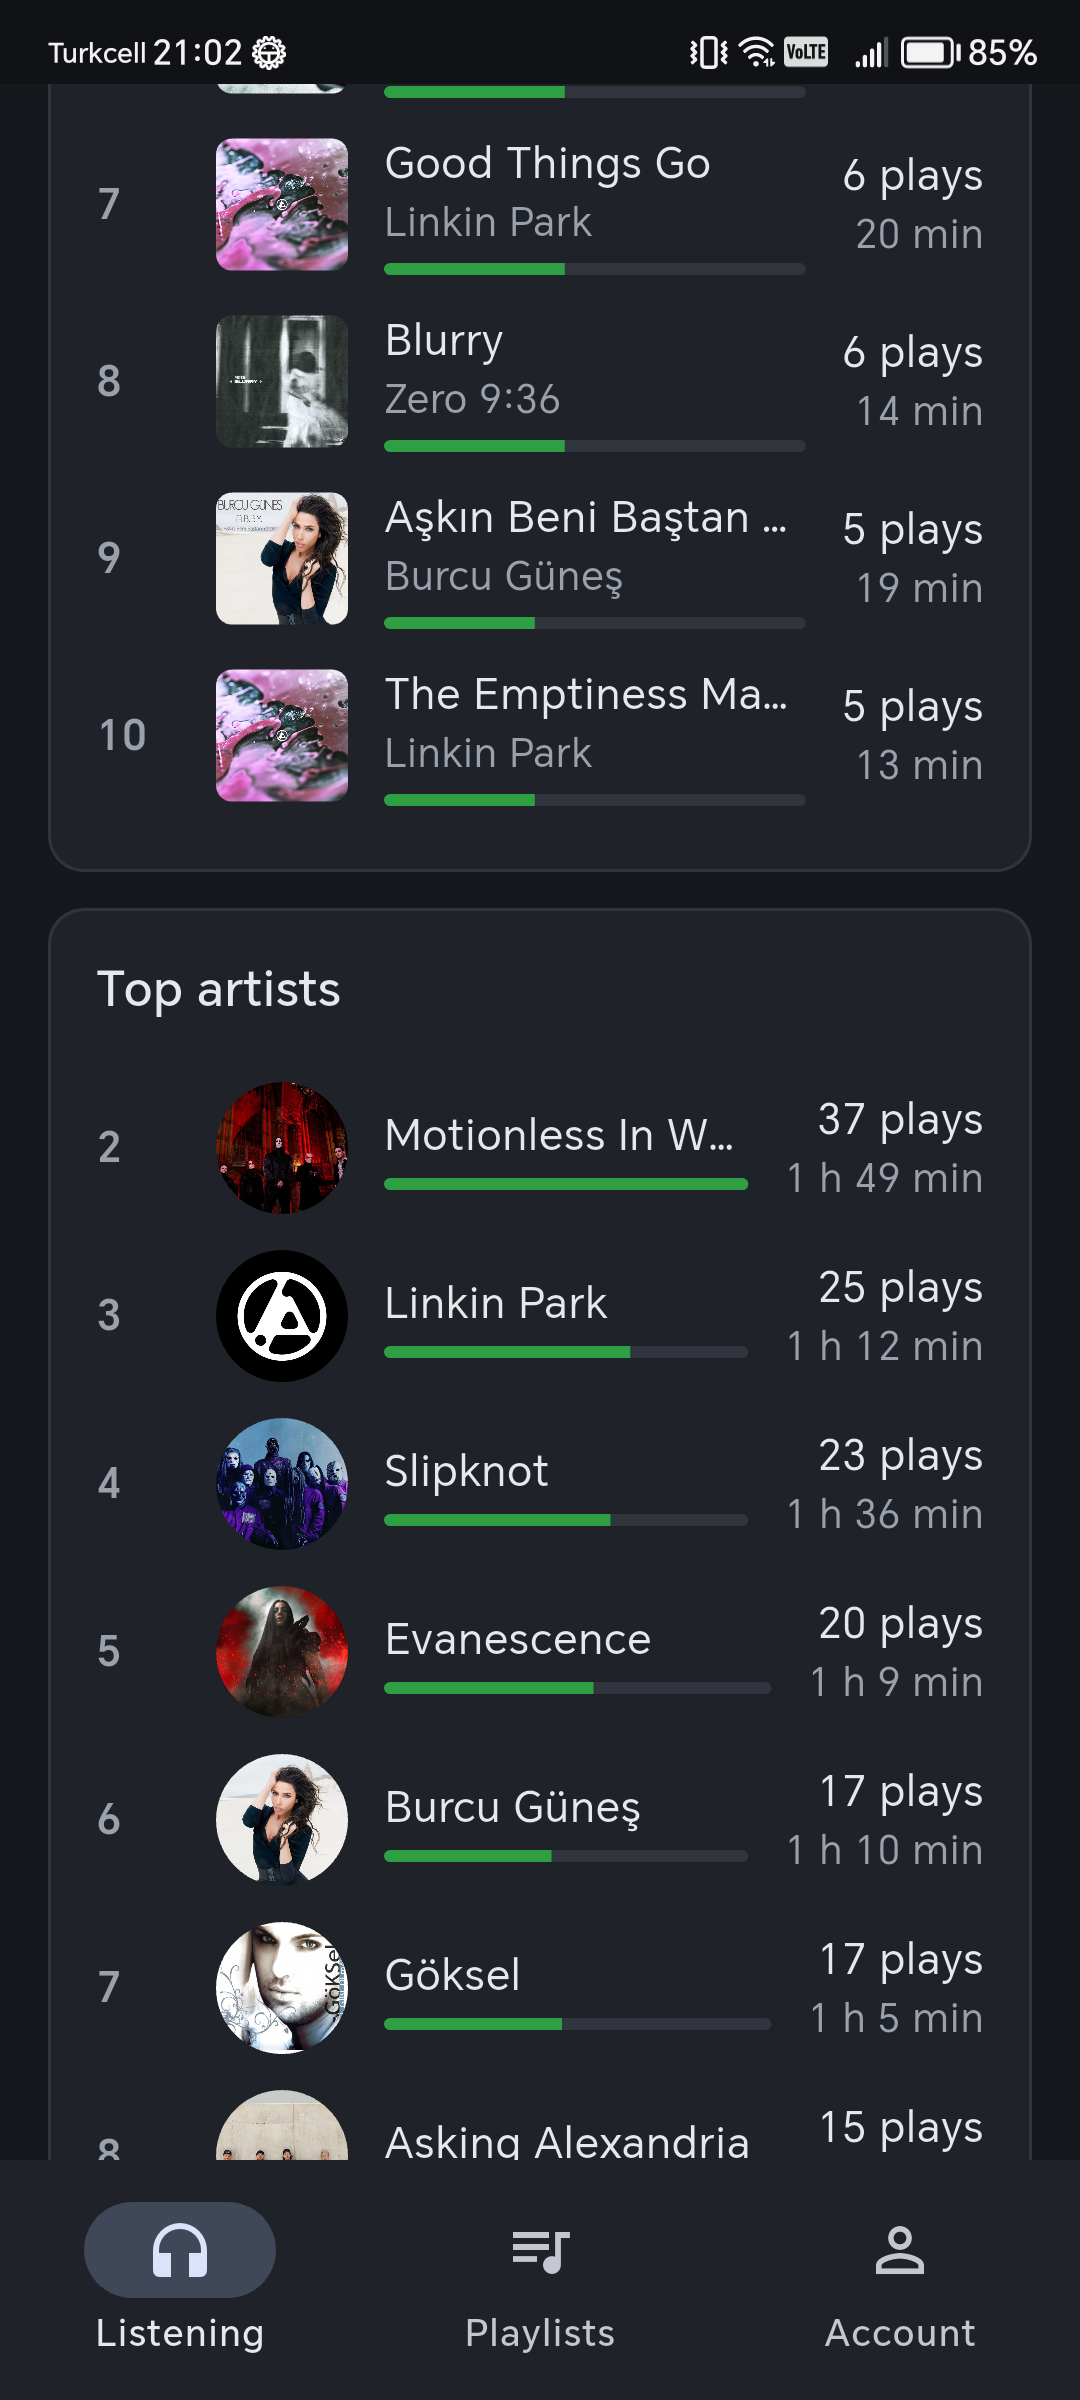 Turkcell 21:02 VoLTE 85%
7
Good Things Go
Linkin Park
6 plays
20 min
8
Blurry
Zero 9:36
6 plays
14 min
BURCU GÜNEŞ
9
Aşkın Beni Baştan ...
Burcu Güneş
5 plays
19 min
10
The Emptiness Ma...
Linkin Park
5 plays
13 min
Top artists
2
Motionless In W...
37 plays
1 h 49 min
3
Linkin Park
25 plays
1 h 12 min
4
Slipknot
23 plays
1 h 36 min
5
Evanescence
20 plays
1 h 9 min
6
Burcu Güneş
17 plays
1 h 10 min
7
GöKSel
Göksel
17 plays
1 h 5 min
8
Asking Alexandria
15 plays
Listening
Playlists
Account